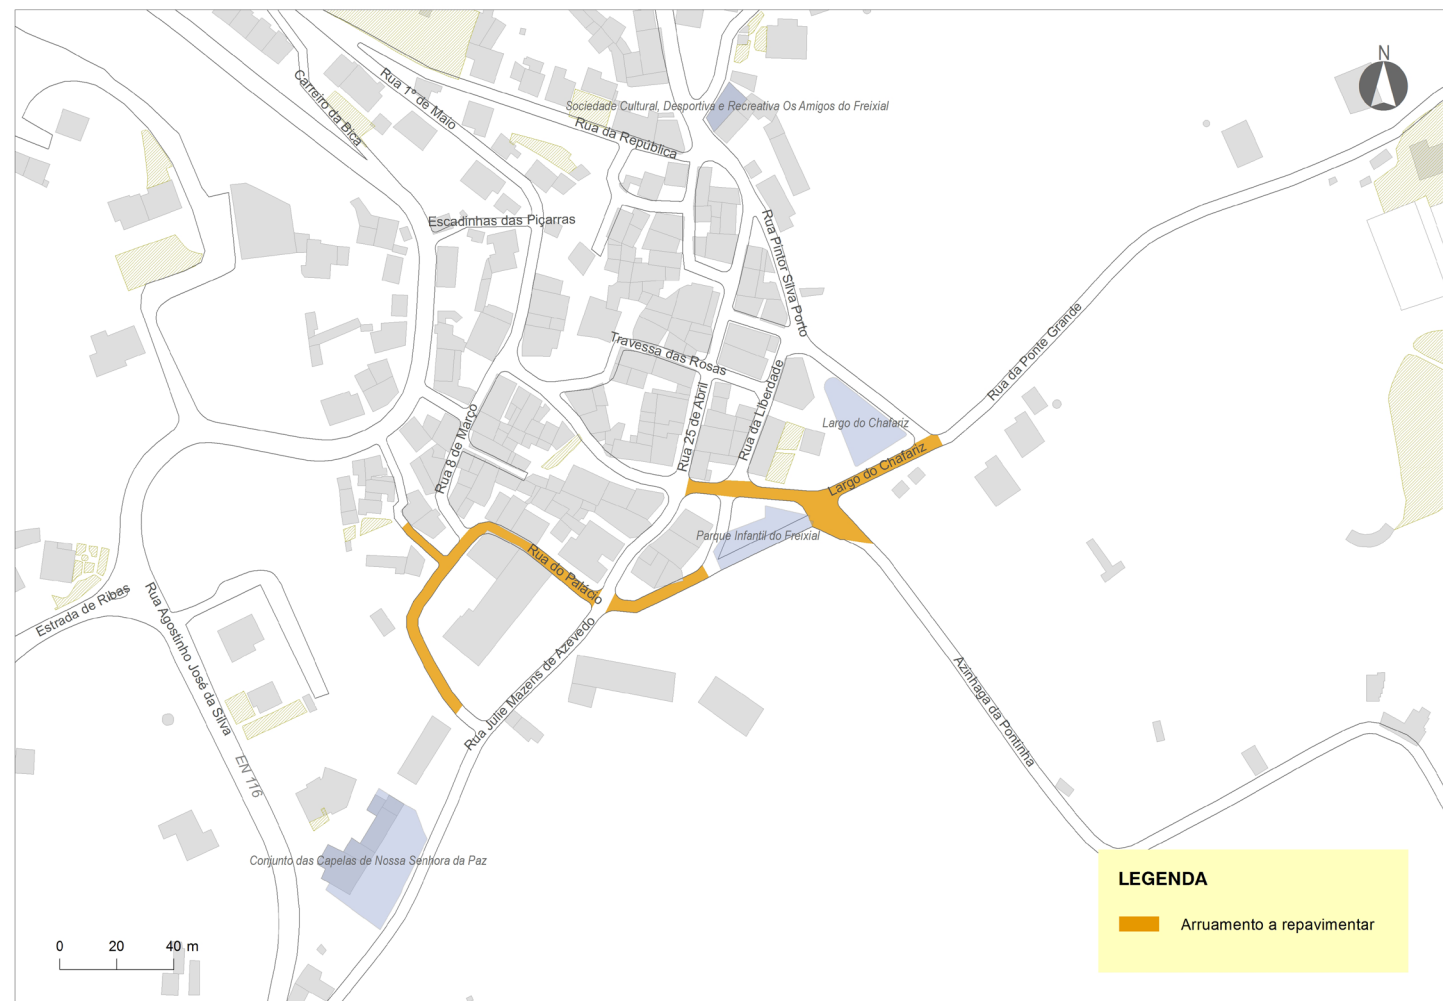 N
Sociedade Cultural, Desportiva e Recreativa Os Amigos do Freixial
Carreiro da Bica
Rua 1º de Maio
Rua da República
Escadinhas das Piçarras
Rua Pintor Silva Porto
Rua da Ponte Grande
Travessa das Rosas
Rua 25 de Abril
Rua da Liberdade
Largo do Chafariz
Rua 8 de Março
Largo do Chafariz
Parque Infantil do Freixial
Rua do Palácio
Estrada de Ribas
Rua Agostinho José da Silva
Rua Julie Mazens de Azevedo
Azinhaga da Pontinha
EN 116
Conjunto das Capelas de Nossa Senhora da Paz
LEGENDA
Arruamento a repavimentar
0 20 40 m